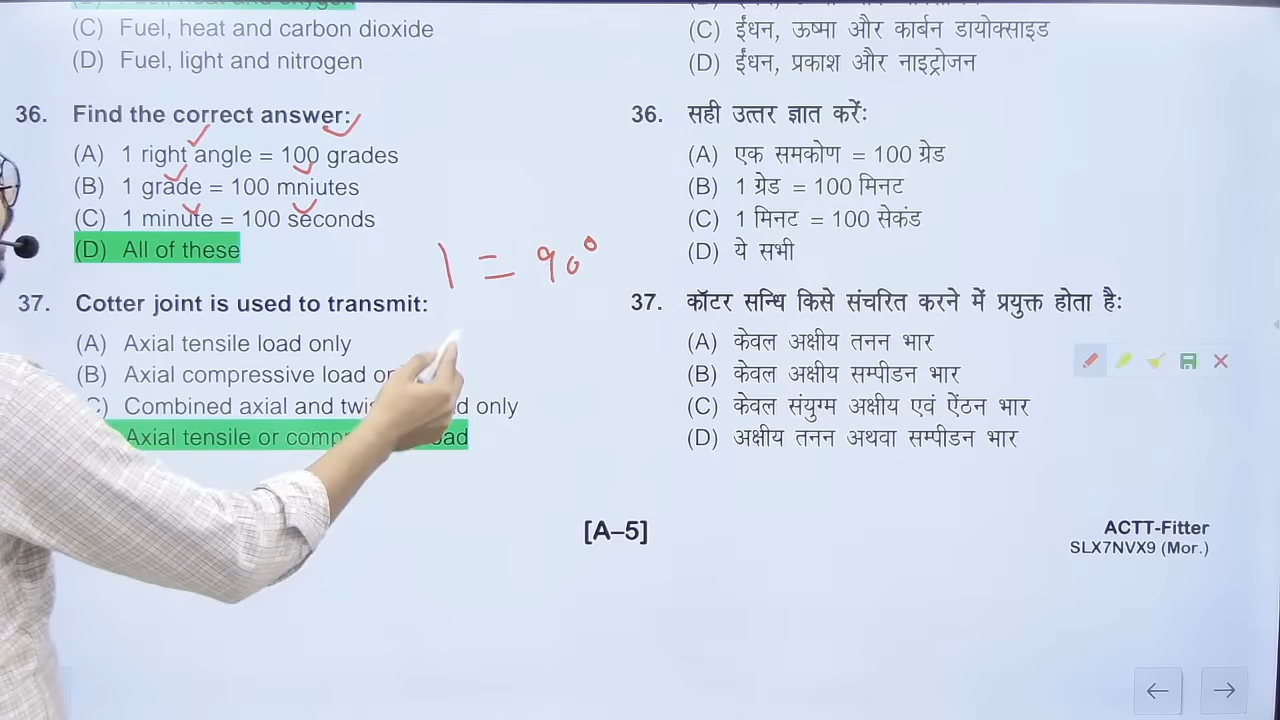 (C) Fuel, heat and carbon dioxide
(D) Fuel, light and nitrogen
36. Find the correct answer:
(A) 1 right angle = 100 grades
(B) 1 grade = 100 mniutes
(C) 1 minute = 100 seconds
(D) All of these
1 = 90°
37. Cotter joint is used to transmit:
(A) Axial tensile load only
(B) Axial compressive load
Combined axial and only
Axial tensile or
(C) ईंधन, ऊष्मा और कार्बन डायोक्साइड
(D) ईंधन, प्रकाश और नाइट्रोजन
36. सही उत्तर ज्ञात करें:
(A) एक समकोण = 100 ग्रेड
(B) 1 ग्रेड = 100 मिनट
(C) 1 मिनट = 100 सेकंड
(D) ये सभी
37. कॉटर सन्धि किसे संचरित करने में प्रयुक्त होता है:
(A) केवल अक्षीय तनन भार
(B) केवल अक्षीय सम्पीडन भार
(C) केवल संयुग्म अक्षीय एवं ऐंटन भार
(D) अक्षीय तनन अथवा सम्पीडन भार
[A–5]
ACTT-Fitter
SLX7NVX9 (Mor.)